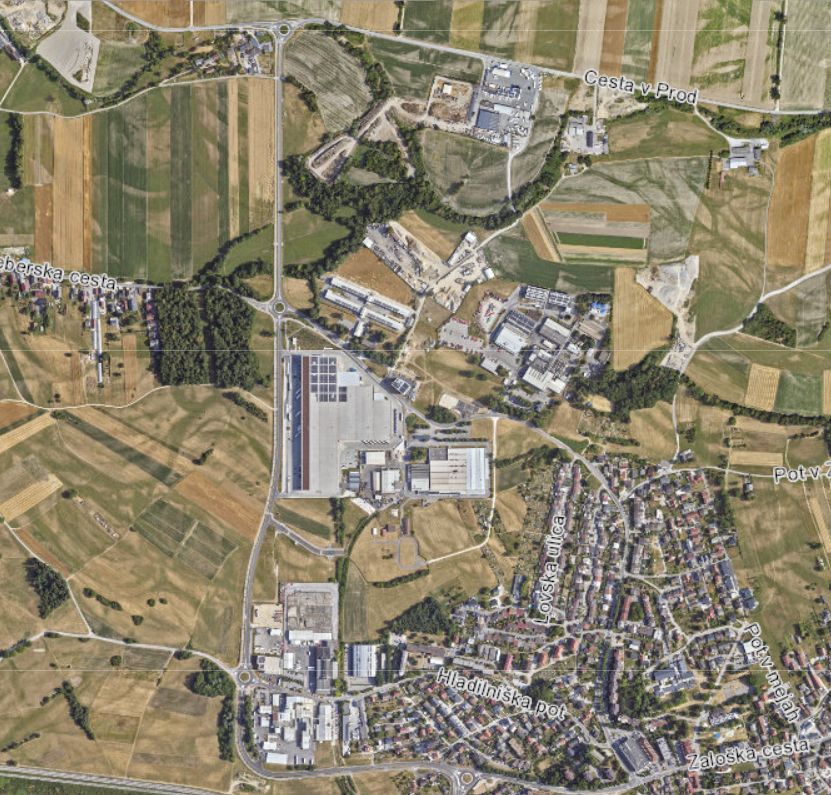 Cesta v Prod
eberska cesta
Pot v
Lovska ulica
Hladilniška pot
Pot v mejah
Zaloška cesta